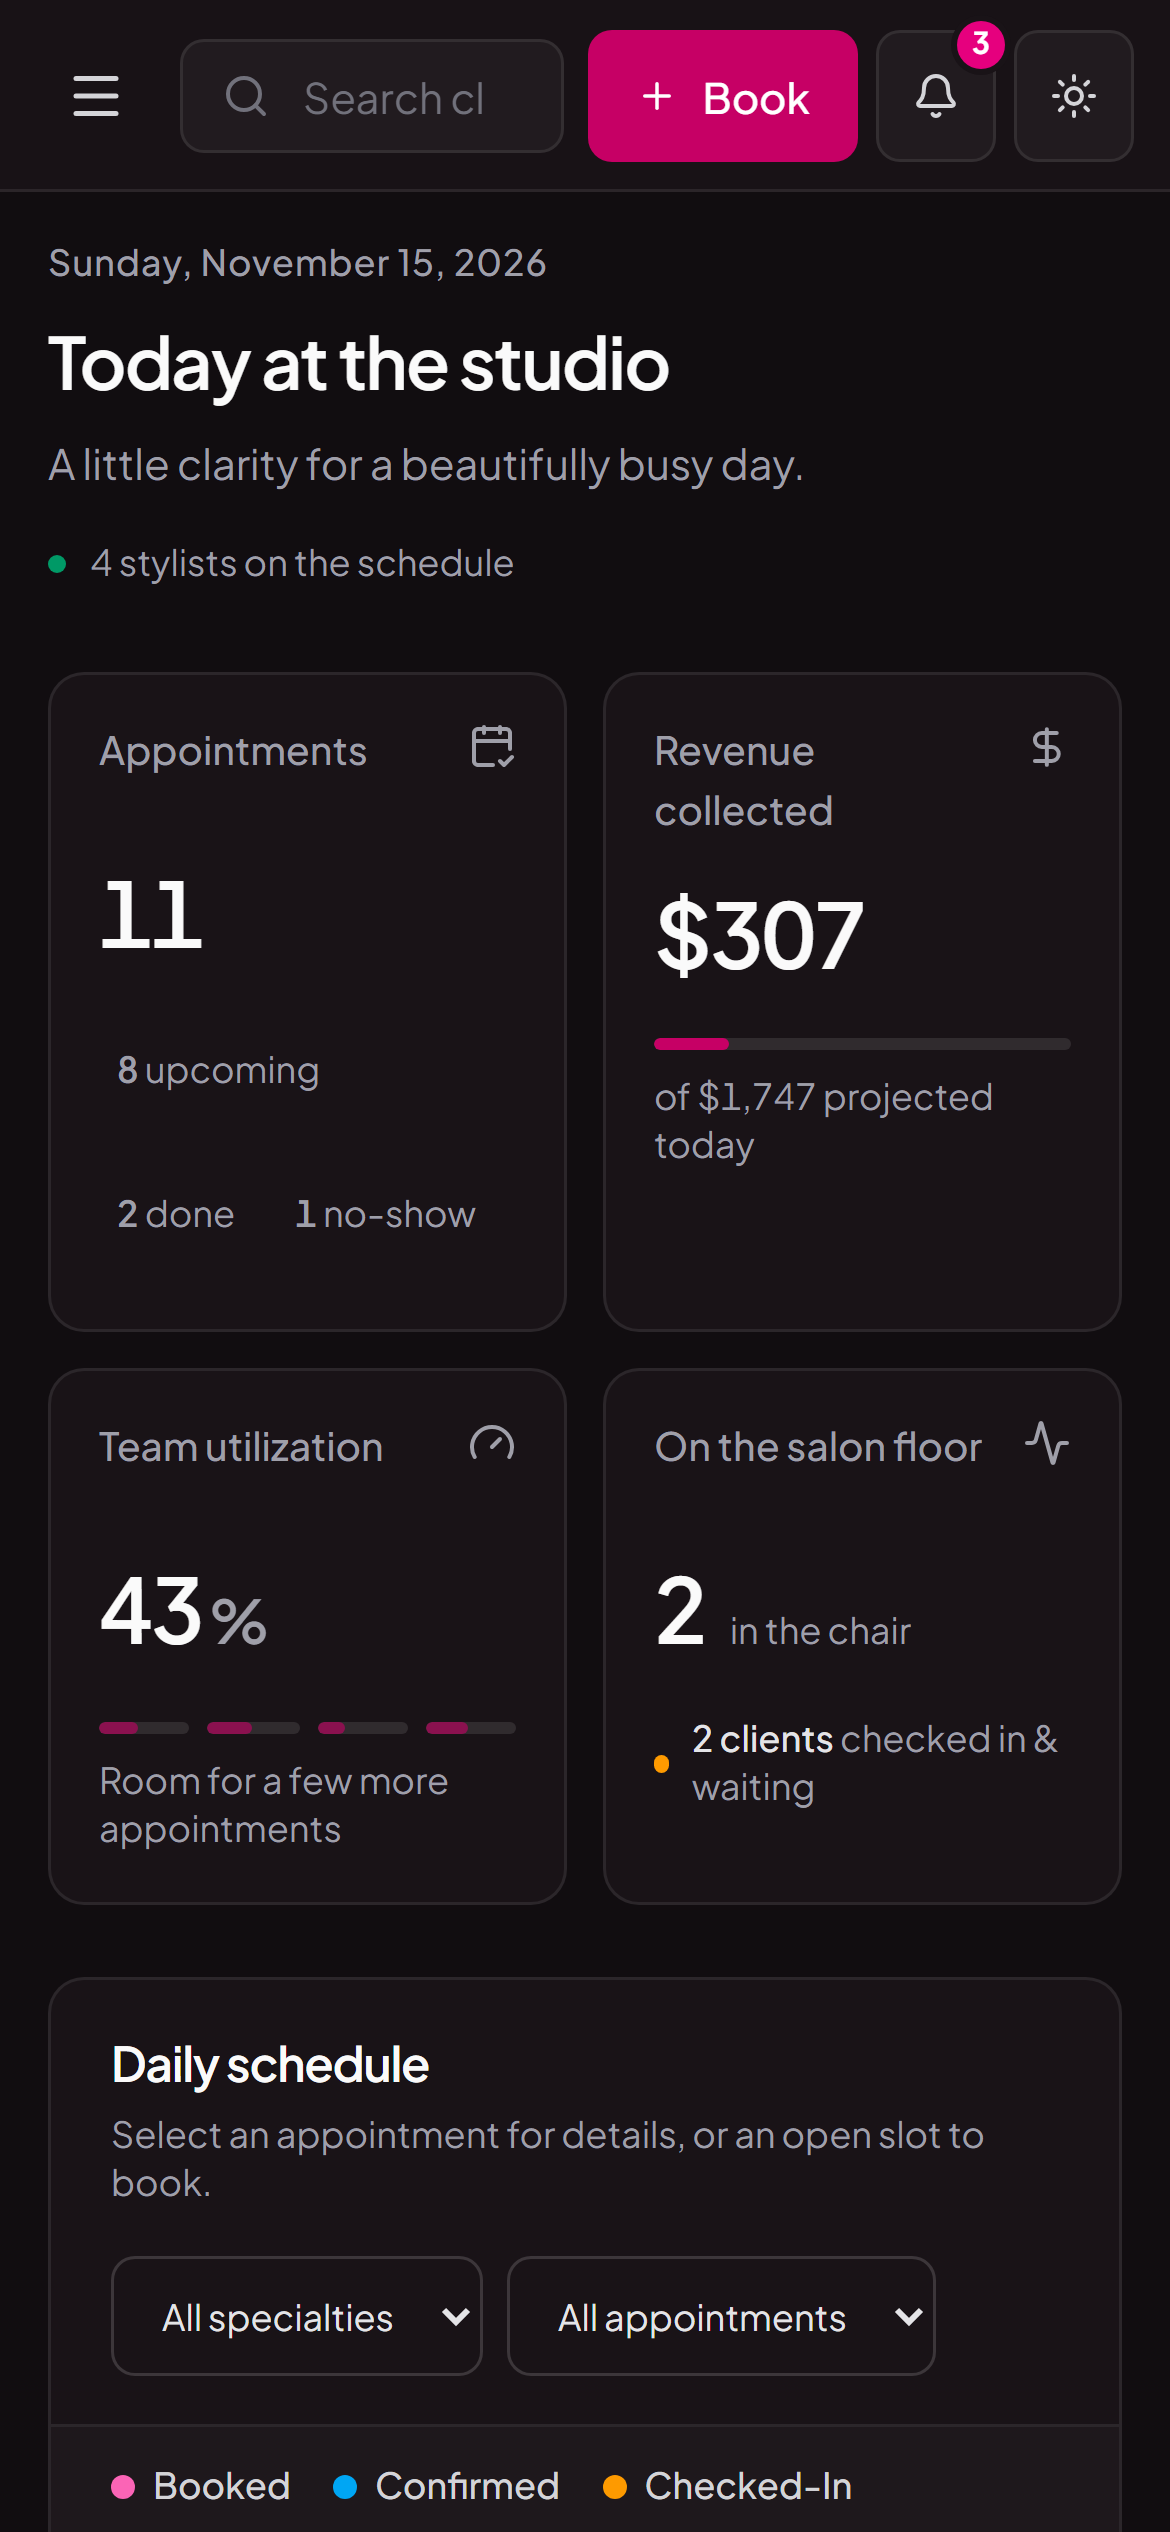 Search cl
Book
3
Sunday, November 15, 2026
Today at the studio
A little clarity for a beautifully busy day.
4 stylists on the schedule
Appointments
11
8 upcoming
2 done 1 no-show
Revenue
collected
$307
of $1,747 projected
today
Team utilization
43%
Room for a few more
appointments
On the salon floor
2 in the chair
2 clients checked in &
waiting
Daily schedule
Select an appointment for details, or an open slot to
book.
All specialties
All appointments
Booked Confirmed Checked-In